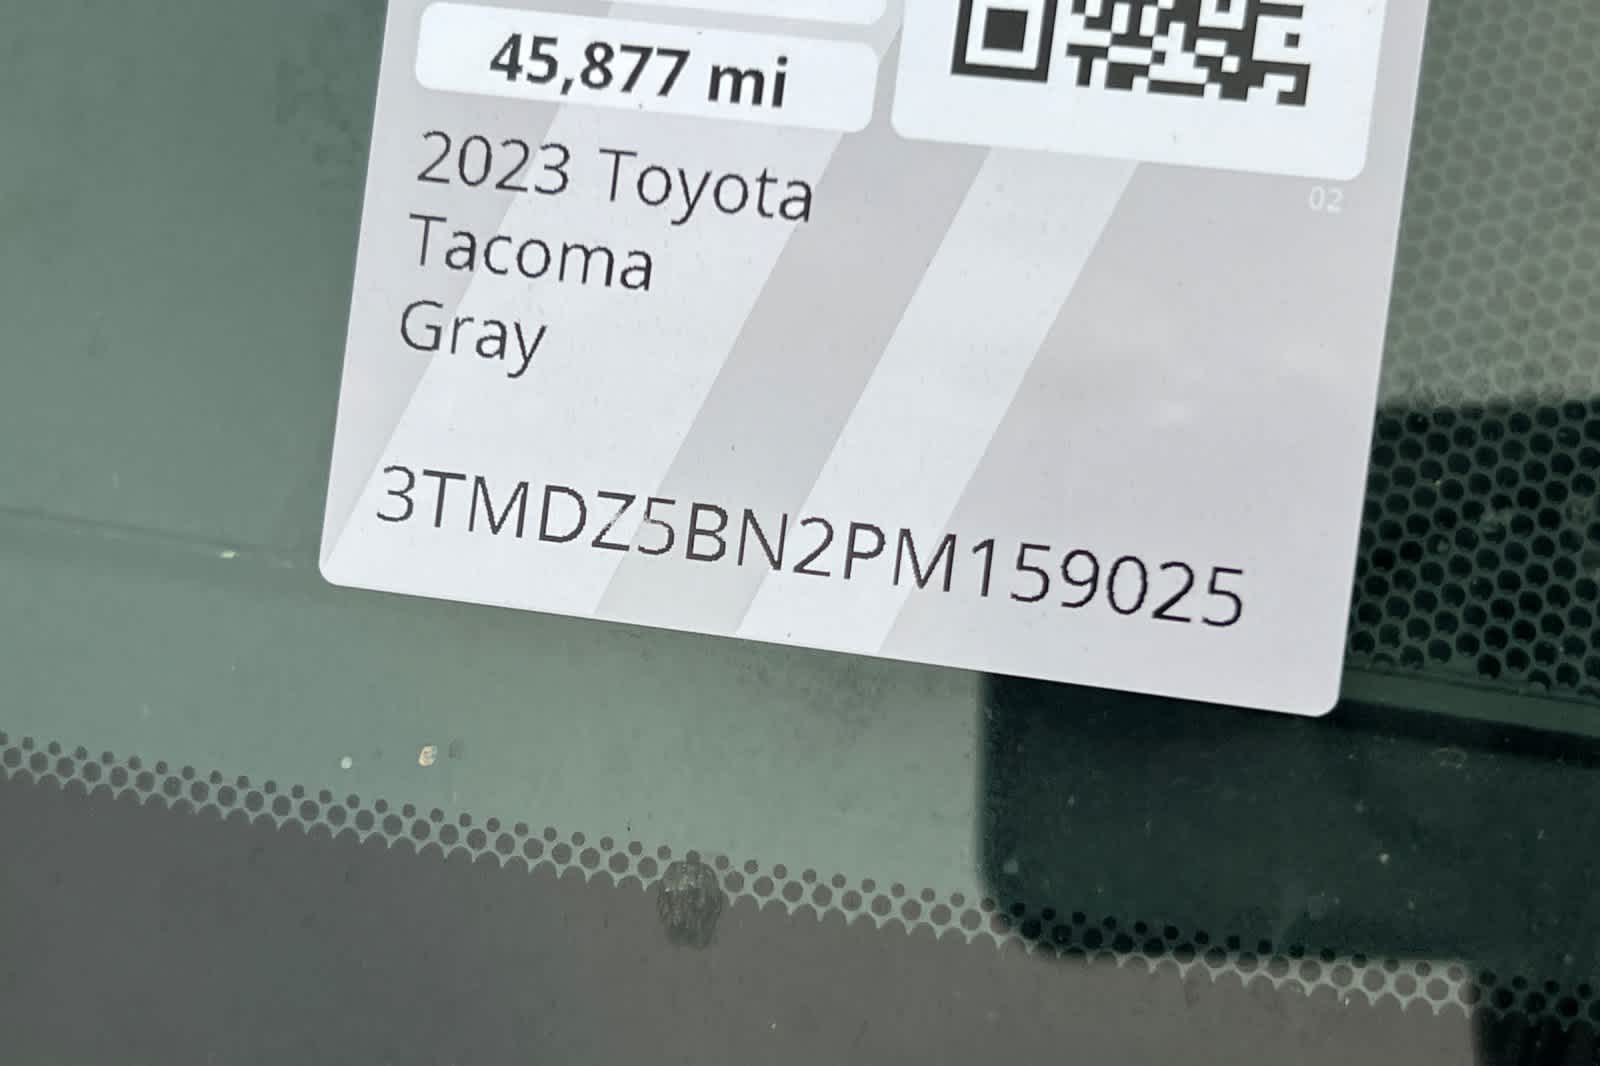 45,877 mi
02
2023 Toyota
Tacoma
Gray
3TMDZ5BN2PM159025